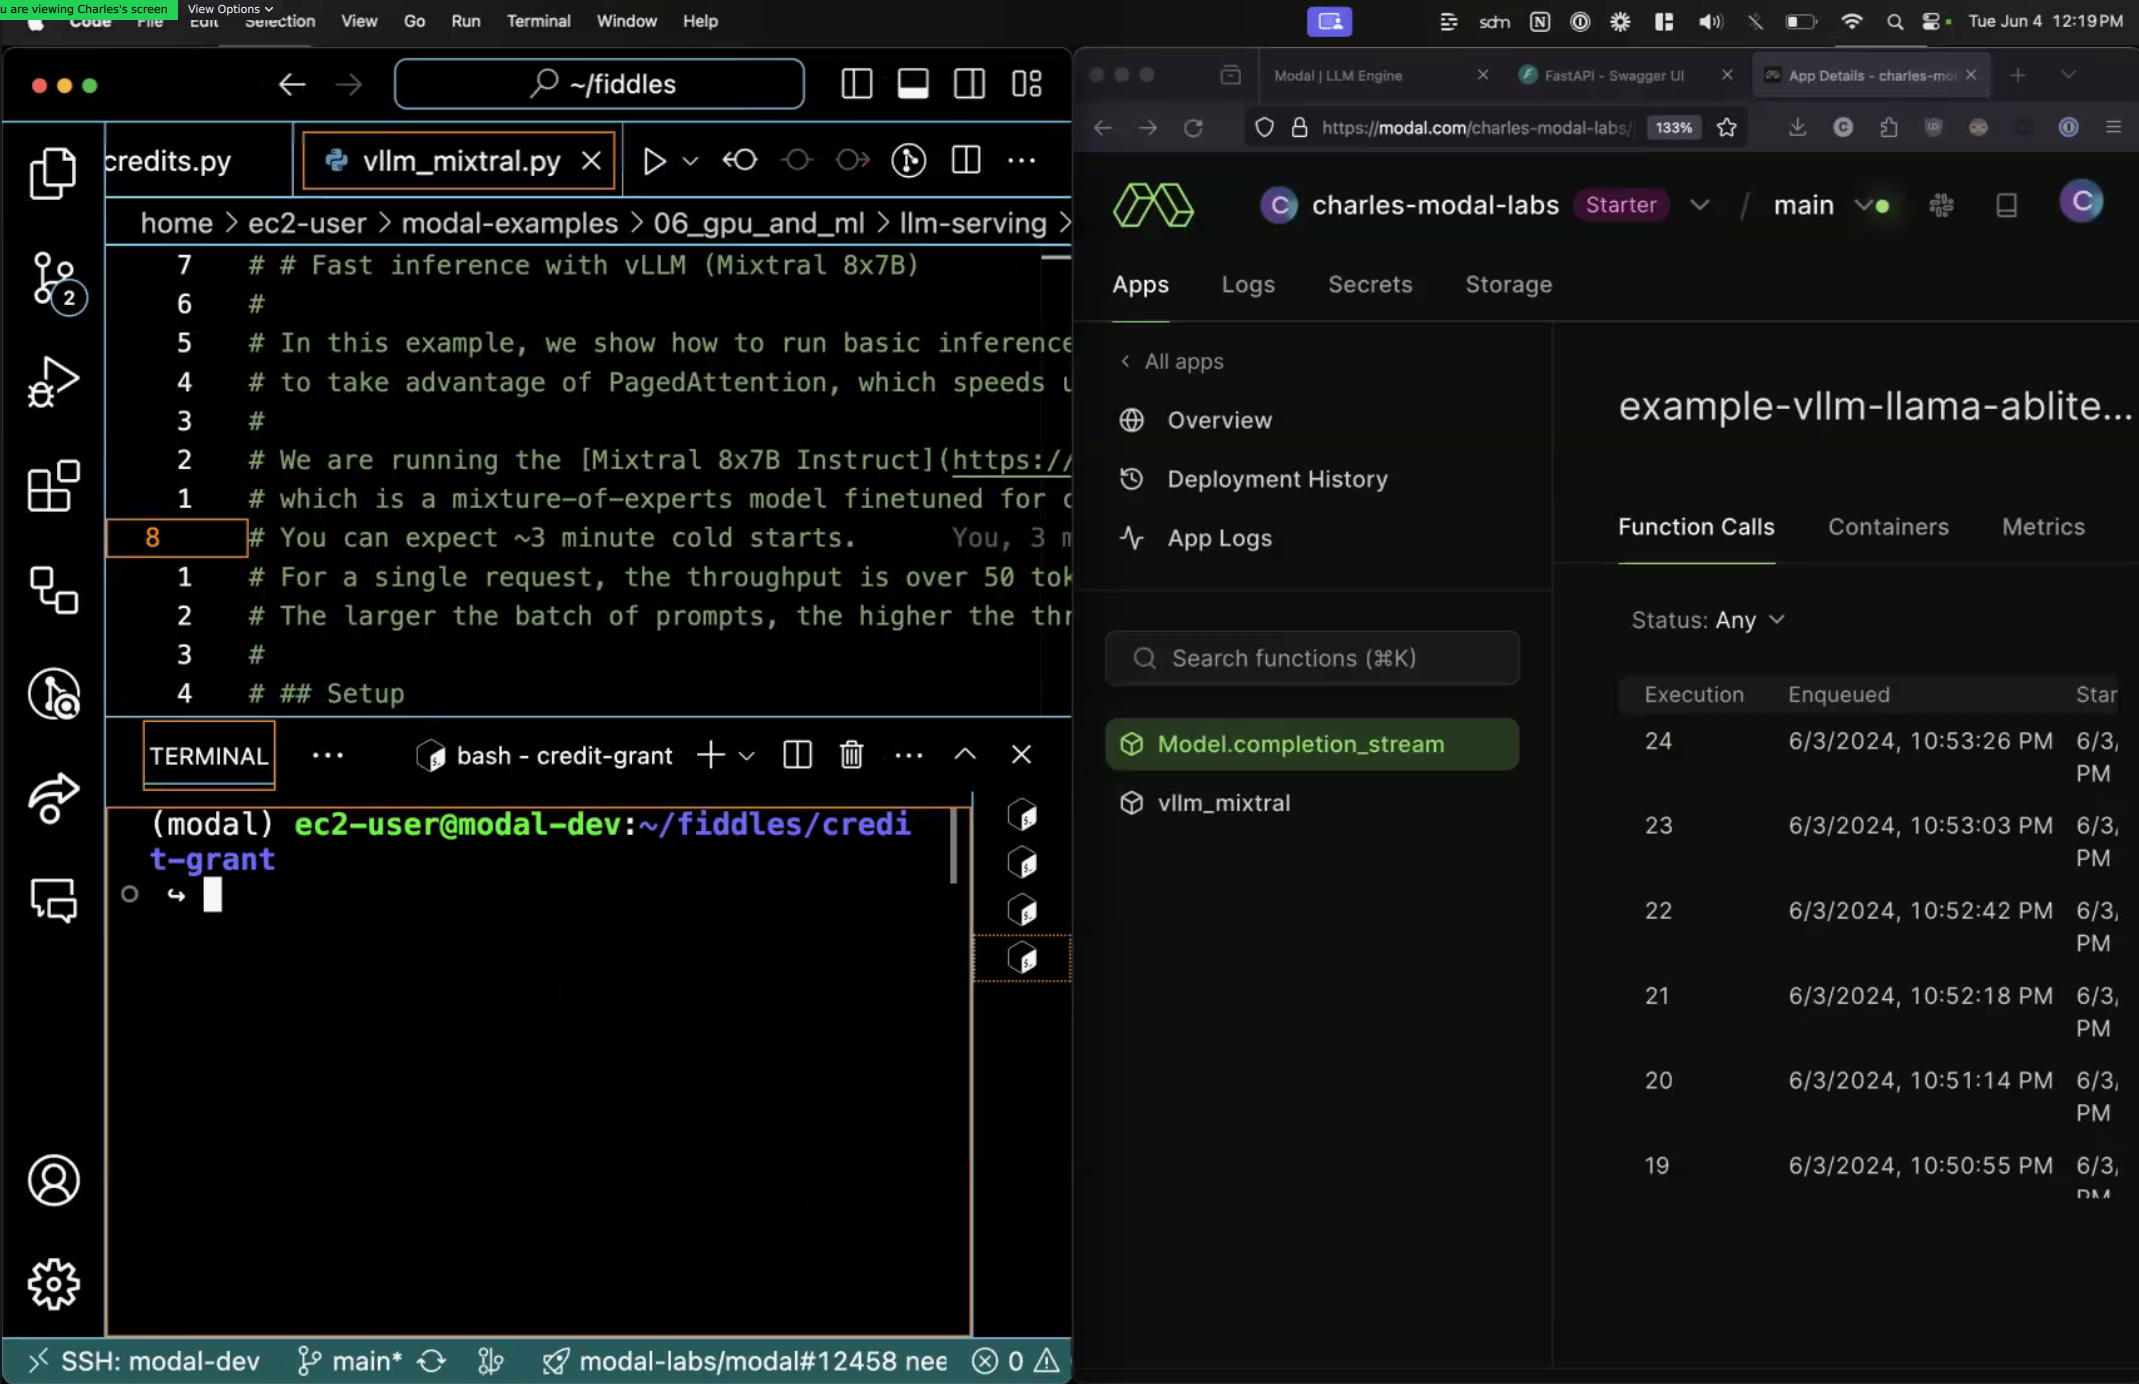 u are viewing Charles's screen
View Options
Code File Edit Selection View Go Run Terminal Window Help
sdm
Tue Jun 4 12:19 PM
~/fiddles
credits.py
vllm_mixtral.py
home > ec2-user > modal-examples > 06_gpu_and_ml > llm-serving >
7 # # Fast inference with vLLM (Mixtral 8x7B)
6 #
5 # In this example, we show how to run basic inference
4 # to take advantage of PagedAttention, which speeds u
3 #
2 # We are running the [Mixtral 8x7B Instruct](https://
1 # which is a mixture-of-experts model finetuned for c
8 # You can expect ~3 minute cold starts. You, 3 m
1 # For a single request, the throughput is over 50 tok
2 # The larger the batch of prompts, the higher the thr
3 #
4 # ## Setup
TERMINAL
bash - credit-grant
(modal) ec2-user@modal-dev:~/fiddles/credi
t-grant
SSH: modal-dev
main*
modal-labs/modal#12458 nee
0
2
Modal | LLM Engine
FastAPI - Swagger UI
App Details - charles-mo
https://modal.com/charles-modal-labs/
133%
C charles-modal-labs Starter / main
C
Apps Logs Secrets Storage
All apps
Overview
Deployment History
App Logs
Search functions (⌘K)
Model.completion_stream
vllm_mixtral
example-vllm-llama-ablite...
Function Calls Containers Metrics
Status: Any
Execution Enqueued Star
24 6/3/2024, 10:53:26 PM 6/3,
PM
23 6/3/2024, 10:53:03 PM 6/3,
PM
22 6/3/2024, 10:52:42 PM 6/3,
PM
21 6/3/2024, 10:52:18 PM 6/3,
PM
20 6/3/2024, 10:51:14 PM 6/3,
PM
19 6/3/2024, 10:50:55 PM 6/3,
PM